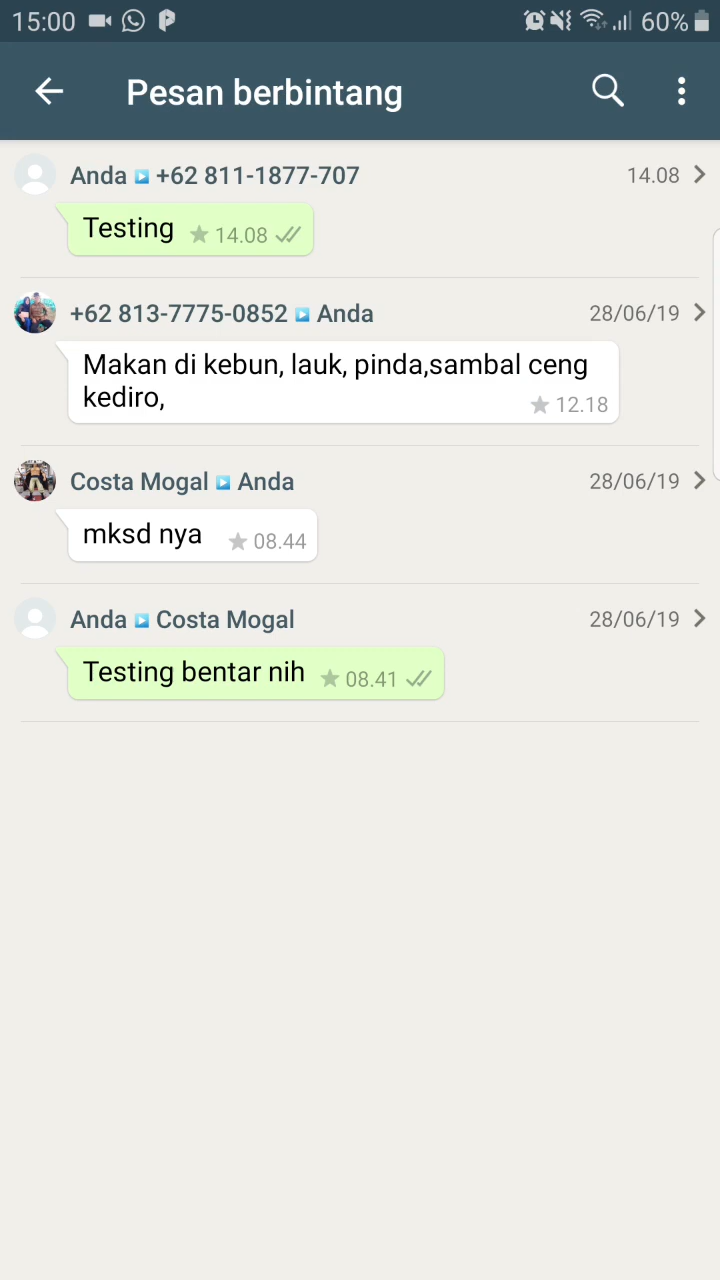 15:00 60%
Pesan berbintang
Anda ▶ +62 811-1877-707 14.08
Testing ★ 14.08
+62 813-7775-0852 ▶ Anda 28/06/19
Makan di kebun, lauk, pinda,sambal ceng
kediro, ★ 12.18
Costa Mogal ▶ Anda 28/06/19
mksd nya ★ 08.44
Anda ▶ Costa Mogal 28/06/19
Testing bentar nih ★ 08.41